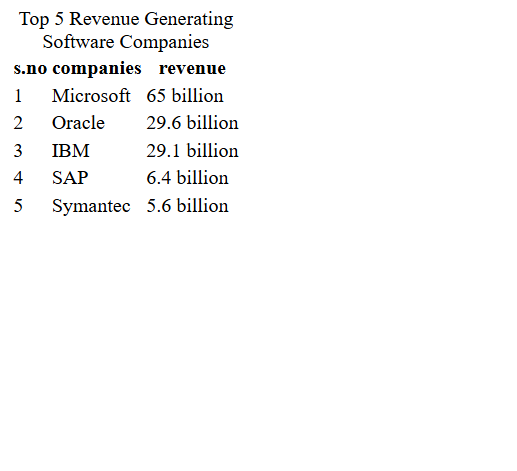 Top 5 Revenue Generating
Software Companies
s.no companies revenue
1 Microsoft 65 billion
2 Oracle 29.6 billion
3 IBM 29.1 billion
4 SAP 6.4 billion
5 Symantec 5.6 billion